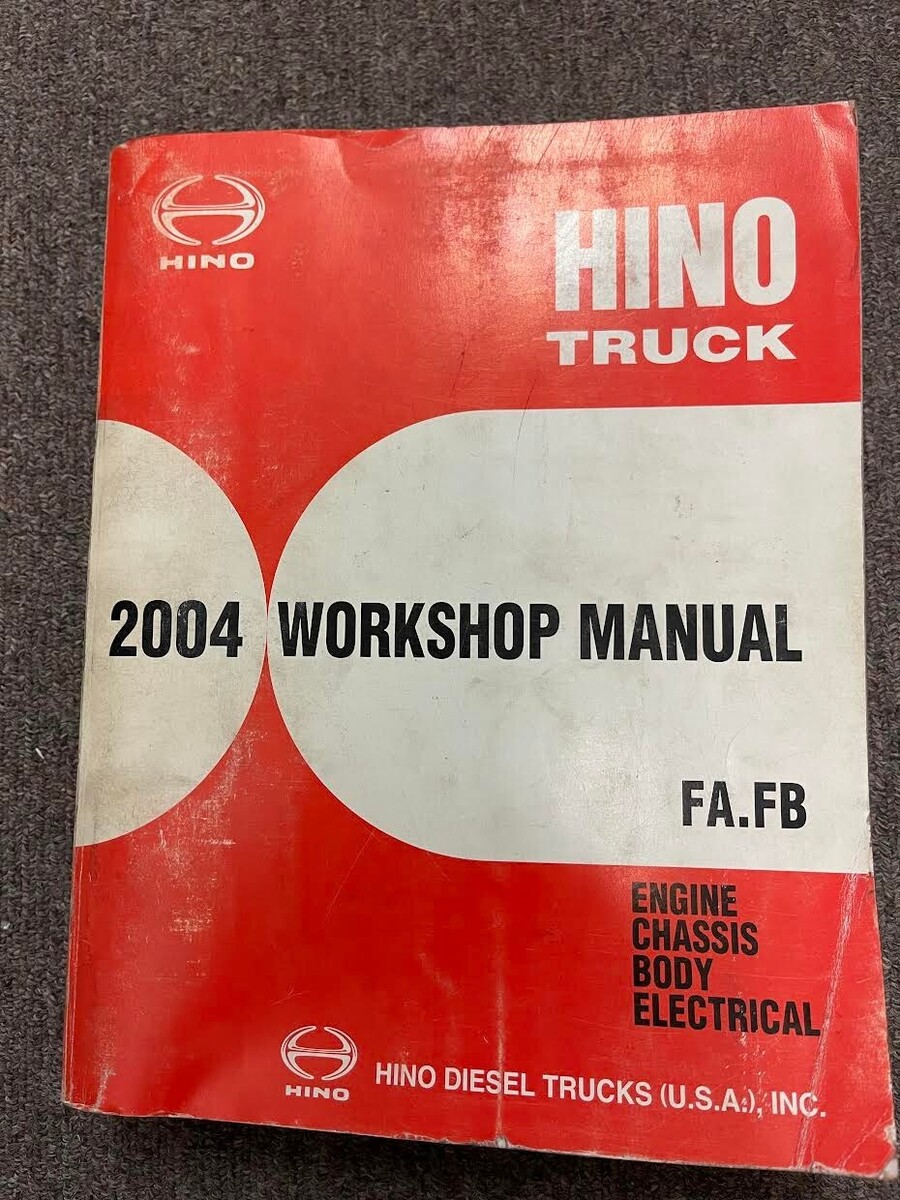 HINO
HINO
TRUCK
2004 WORKSHOP MANUAL
FA.FB
ENGINE
CHASSIS
BODY
ELECTRICAL
HINO
HINO DIESEL TRUCKS (U.S.A.), INC.